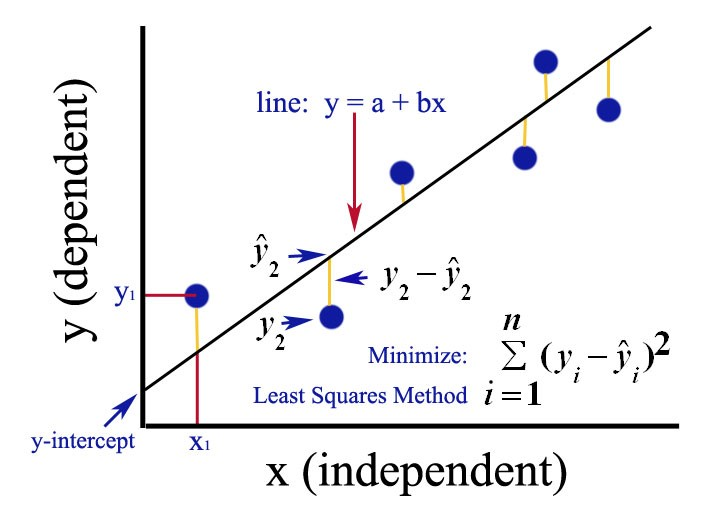 line: y = a + bx
y (dependent)
ŷ₂
y₂ – ŷ₂
y₁
y₂
n
Minimize: Σ (yᵢ – ŷᵢ)²
Least Squares Method i = 1
y-intercept
x₁
x (independent)